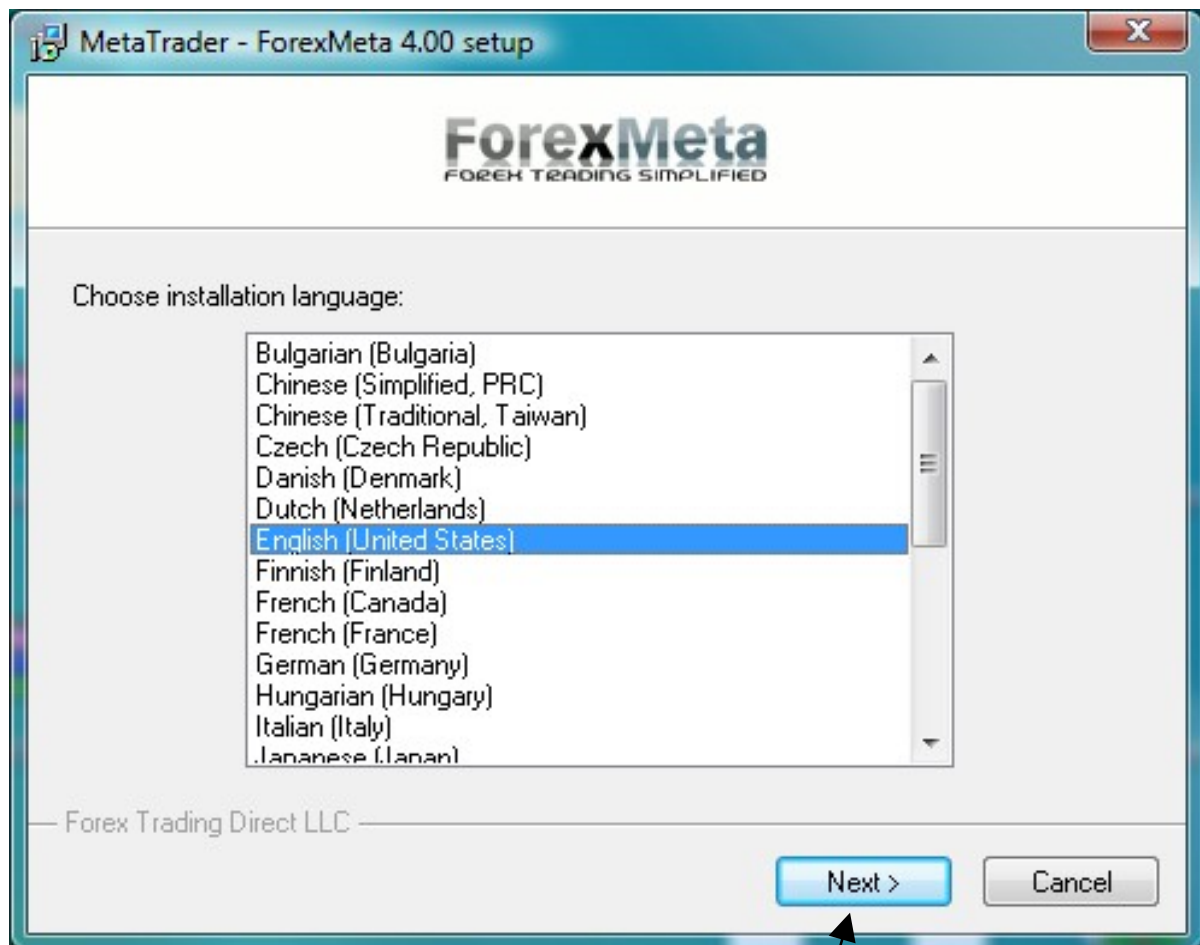 MetaTrader - ForexMeta 4.00 setup
ForexMeta
FOREX TRADING SIMPLIFIED
Choose installation language:
Bulgarian (Bulgaria)
Chinese (Simplified, PRC)
Chinese (Traditional, Taiwan)
Czech (Czech Republic)
Danish (Denmark)
Dutch (Netherlands)
English (United States)
Finnish (Finland)
French (Canada)
French (France)
German (Germany)
Hungarian (Hungary)
Italian (Italy)
Japanese (Japan)
Forex Trading Direct LLC
Next >
Cancel